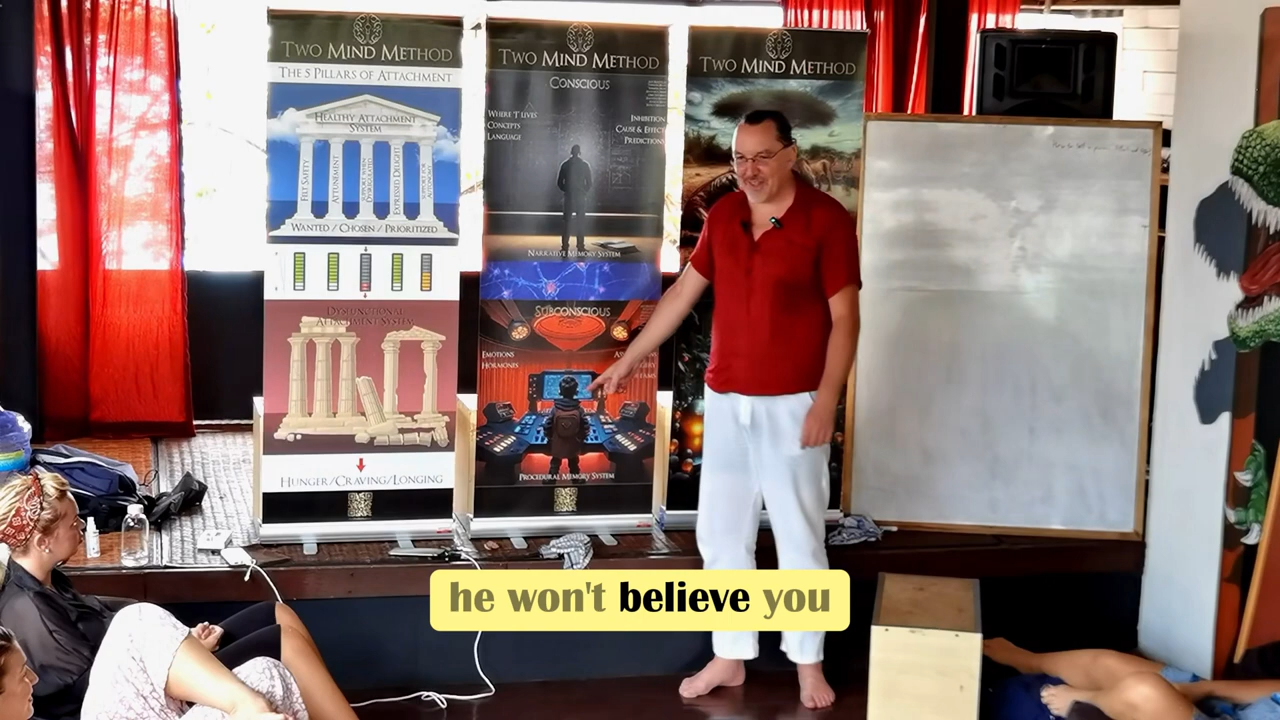 TWO MIND METHOD
THE 5 PILLARS OF ATTACHMENT
HEALTHY ATTACHMENT
SYSTEM
FELT SAFETY
ATTUNEMENT
EXPRESSED DELIGHT
WANTED / CHOSEN / PRIORITIZED
DYSFUNCTIONAL
ATTACHMENT SYSTEM
HUNGER/CRAVING/LONGING
TWO MIND METHOD
CONSCIOUS
WHERE T LIVES
CONCEPTS
LANGUAGE
INHIBITION
CAUSE & EFFECT
PREDICTION
NARRATIVE MEMORY SYSTEM
SUBCONSCIOUS
EMOTIONS
HORMONES
PROCEDURAL MEMORY SYSTEM
TWO MIND METHOD
he won't believe you